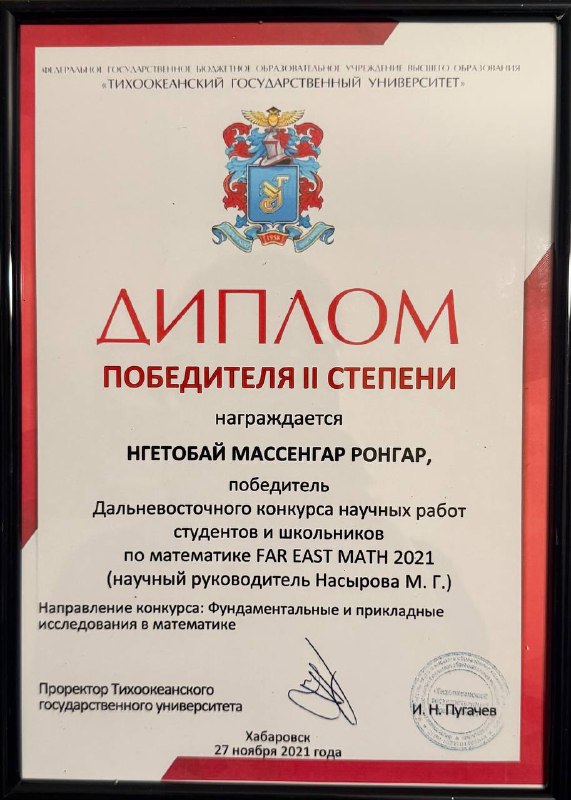 ФЕДЕРАЛЬНОЕ ГОСУДАРСТВЕННОЕ БЮДЖЕТНОЕ ОБРАЗОВАТЕЛЬНОЕ УЧРЕЖДЕНИЕ ВЫСШЕГО ОБРАЗОВАНИЯ
«ТИХООКЕАНСКИЙ ГОСУДАРСТВЕННЫЙ УНИВЕРСИТЕТ»
1958
ДИПЛОМ
ПОБЕДИТЕЛЯ II СТЕПЕНИ
награждается
НГЕТОБАЙ МАССЕНГАР РОНГАР,
победитель
Дальневосточного конкурса научных работ
студентов и школьников
по математике FAR EAST MATH 2021
(научный руководитель Насырова М. Г.)
Направление конкурса: Фундаментальные и прикладные
исследования в математике
Проректор Тихоокеанского
государственного университета
И. Н. Пугачев
Хабаровск
27 ноября 2021 года